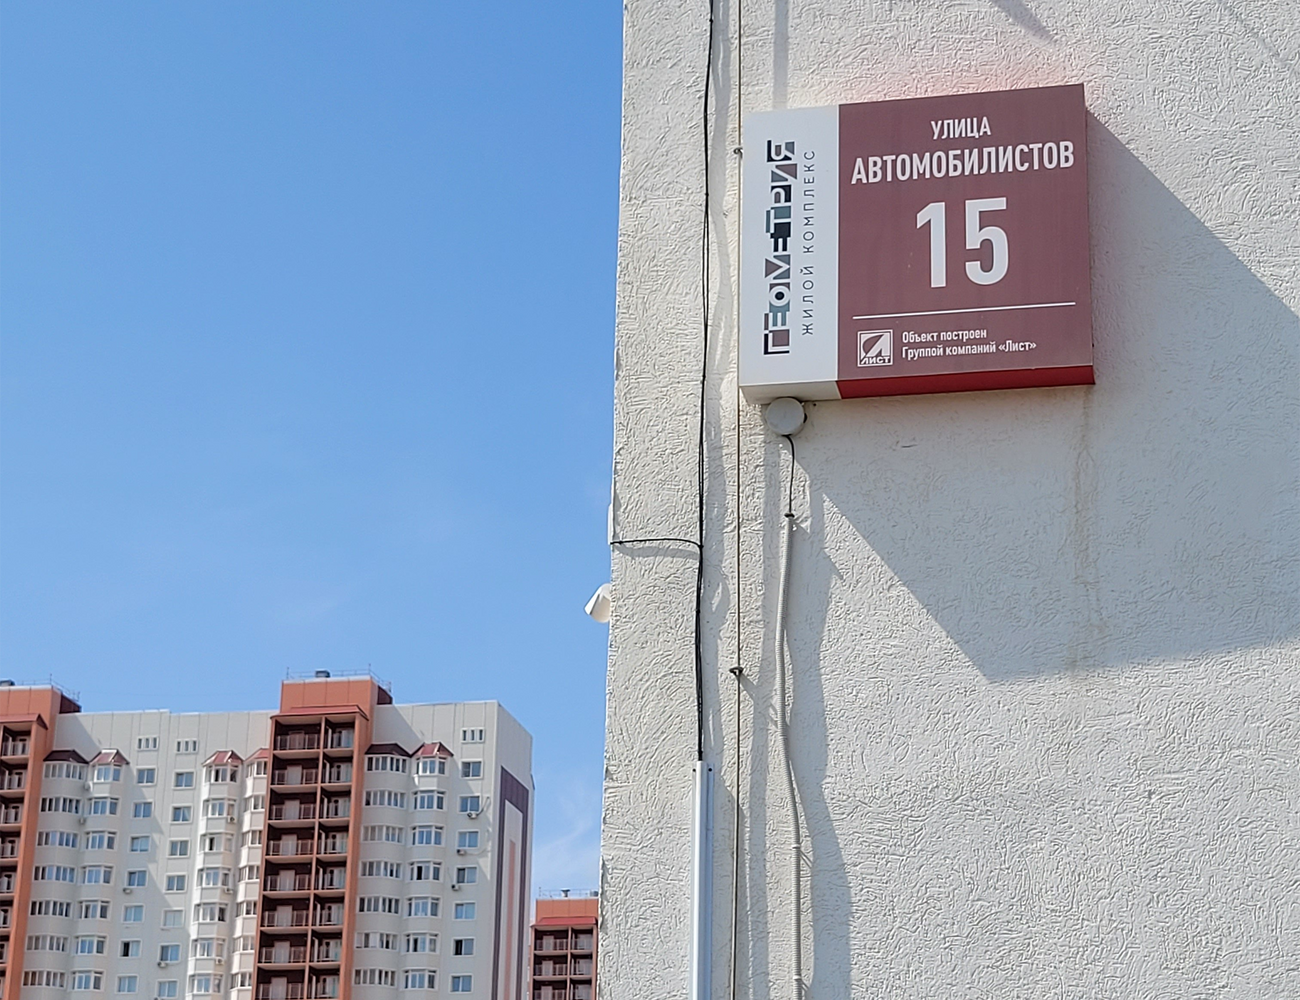 ГЕОМЕТРИЯ
ЖИЛОЙ КОМПЛЕКС
УЛИЦА
АВТОМОБИЛИСТОВ
15
ЛИСТ
Объект построен
Группой компаний «Лист»